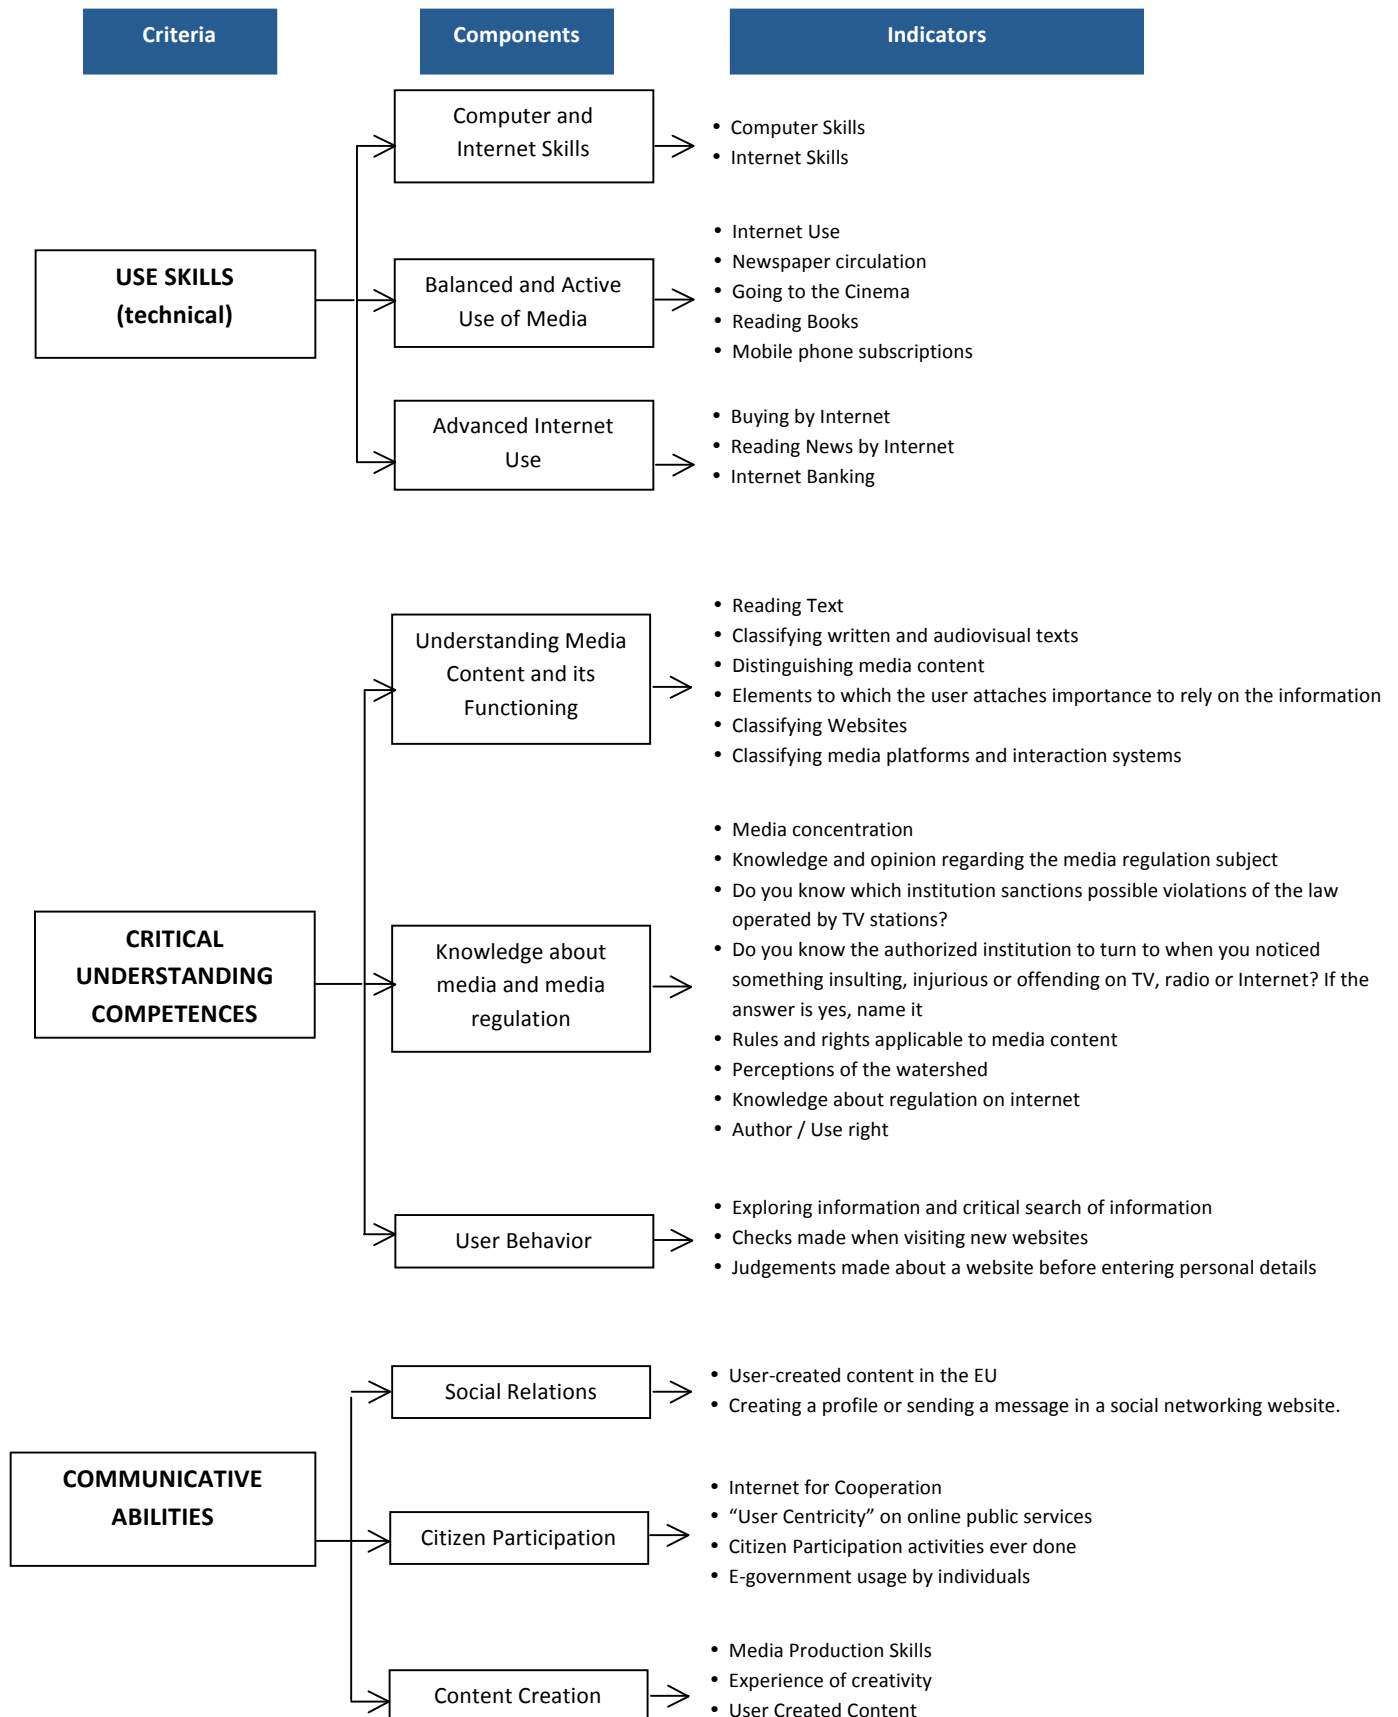 Criteria
Components
Indicators
Computer and
Internet Skills
• Computer Skills
• Internet Skills
USE SKILLS
(technical)
Balanced and Active
Use of Media
• Internet Use
• Newspaper circulation
• Going to the Cinema
• Reading Books
• Mobile phone subscriptions
Advanced Internet
Use
• Buying by Internet
• Reading News by Internet
• Internet Banking
Understanding Media
Content and its
Functioning
• Reading Text
• Classifying written and audiovisual texts
• Distinguishing media content
• Elements to which the user attaches importance to rely on the information
• Classifying Websites
• Classifying media platforms and interaction systems
CRITICAL
UNDERSTANDING
COMPETENCES
Knowledge about
media and media
regulation
• Media concentration
• Knowledge and opinion regarding the media regulation subject
• Do you know which institution sanctions possible violations of the law
operated by TV stations?
• Do you know the authorized institution to turn to when you noticed
something insulting, injurious or offending on TV, radio or Internet? If the
answer is yes, name it
• Rules and rights applicable to media content
• Perceptions of the watershed
• Knowledge about regulation on internet
• Author / Use right
User Behavior
• Exploring information and critical search of information
• Checks made when visiting new websites
• Judgements made about a website before entering personal details
Social Relations
• User-created content in the EU
• Creating a profile or sending a message in a social networking website.
COMMUNICATIVE
ABILITIES
Citizen Participation
• Internet for Cooperation
• “User Centricity” on online public services
• Citizen Participation activities ever done
• E-government usage by individuals
Content Creation
• Media Production Skills
• Experience of creativity
• User Created Content